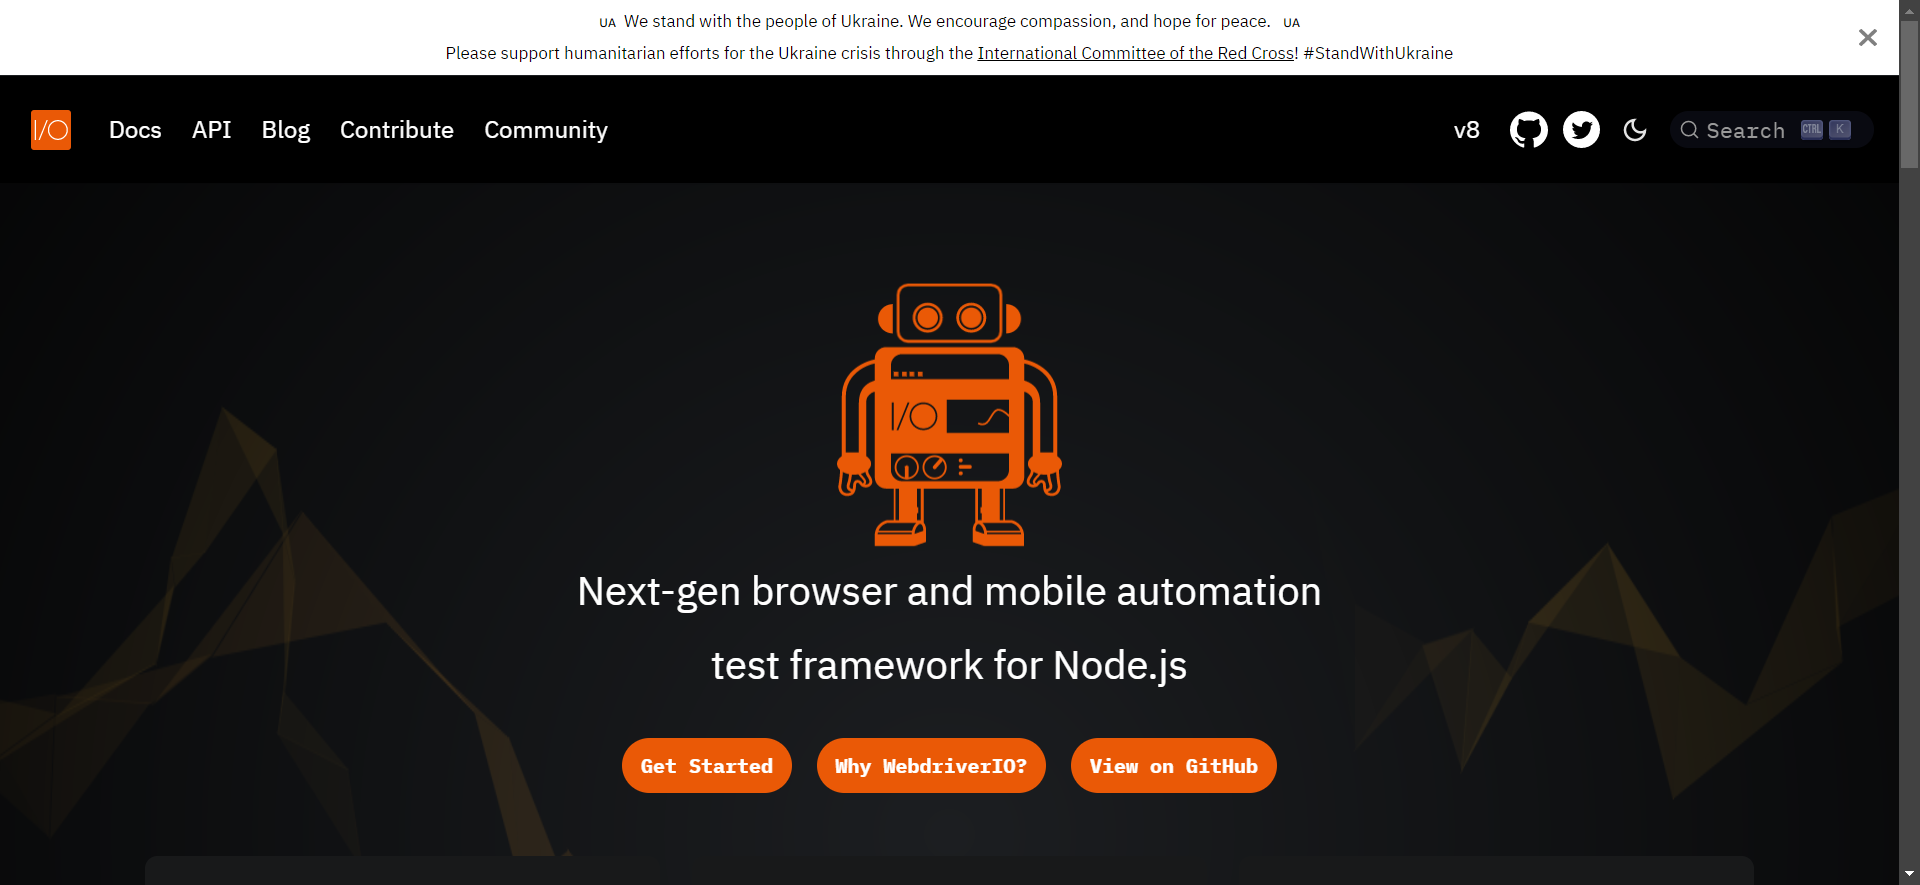 UA We stand with the people of Ukraine. We encourage compassion, and hope for peace. UA
Please support humanitarian efforts for the Ukraine crisis through the International Committee of the Red Cross! #StandWithUkraine
I/O Docs API Blog Contribute Community v8 Search CTRL K
I/O
Next-gen browser and mobile automation
test framework for Node.js
Get Started Why WebdriverIO? View on GitHub